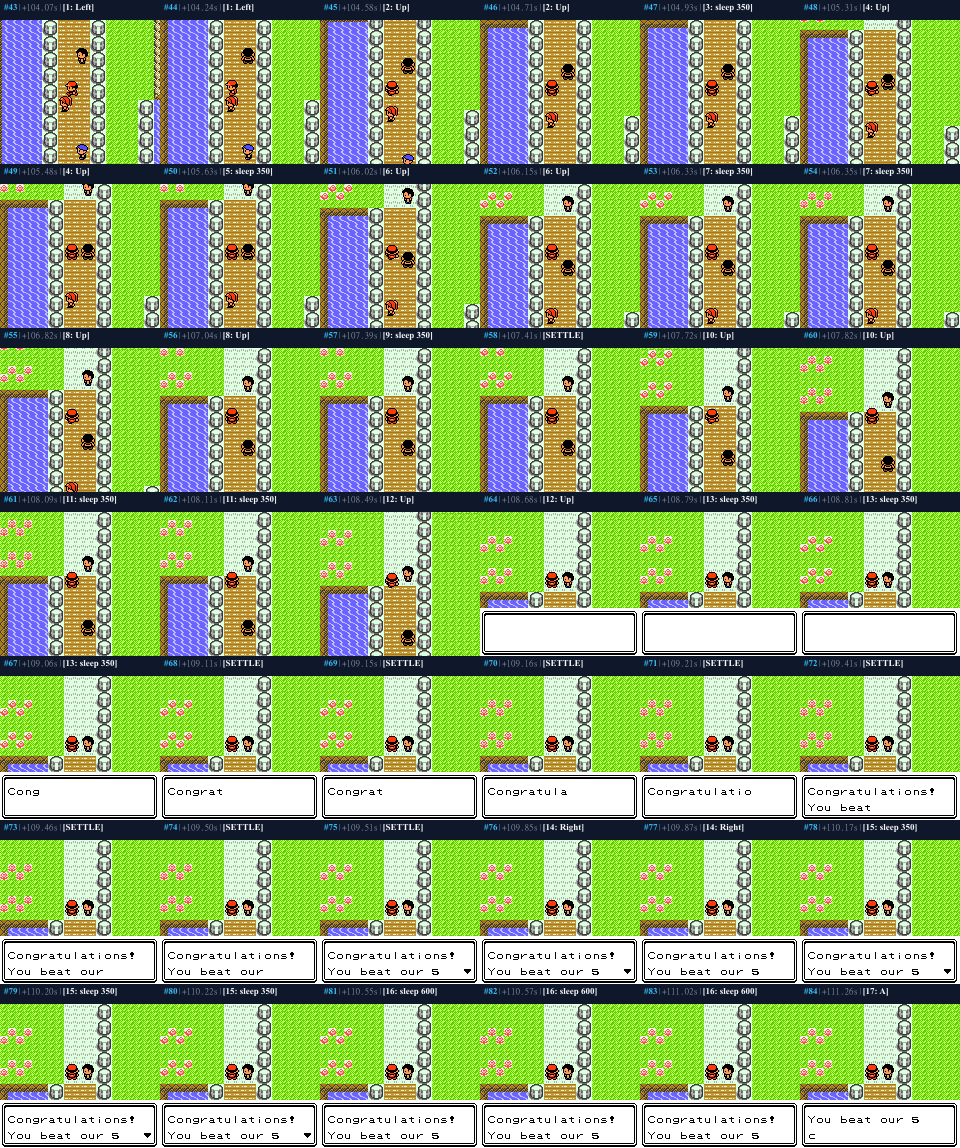 #43|+104.07s|[1: Left]
#44|+104.24s|[1: Left]
#45|+104.58s|[2: Up]
#46|+104.71s|[2: Up]
#47|+104.93s|[3: sleep 350]
#48|+105.31s|[4: Up]
#49|+105.48s|[4: Up]
#50|+105.63s|[5: sleep 350]
#51|+106.02s|[6: Up]
#52|+106.15s|[6: Up]
#53|+106.33s|[7: sleep 350]
#54|+106.35s|[7: sleep 350]
#55|+106.82s|[8: Up]
#56|+107.04s|[8: Up]
#57|+107.39s|[9: sleep 350]
#58|+107.41s|[SETTLE]
#59|+107.72s|[10: Up]
#60|+107.82s|[10: Up]
#61|+108.09s|[11: sleep 350]
#62|+108.11s|[11: sleep 350]
#63|+108.49s|[12: Up]
#64|+108.68s|[12: Up]
#65|+108.79s|[13: sleep 350]
#66|+108.81s|[13: sleep 350]
#67|+109.06s|[13: sleep 350]
#68|+109.11s|[SETTLE]
#69|+109.15s|[SETTLE]
#70|+109.16s|[SETTLE]
#71|+109.21s|[SETTLE]
#72|+109.41s|[SETTLE]
Cong
Congrat
Congrat
Congratula
Congratulatio
Congratulations!
You beat
#73|+109.46s|[SETTLE]
#74|+109.50s|[SETTLE]
#75|+109.55s|[SETTLE]
#76|+109.85s|[14: Right]
#77|+109.87s|[14: Right]
#78|+110.17s|[15: sleep 350]
Congratulations!
You beat our
Congratulations!
You beat our
Congratulations!
You beat our 5
Congratulations!
You beat our 5
Congratulations!
You beat our 5
Congratulations!
You beat our 5
#79|+110.20s|[15: sleep 350]
#80|+110.22s|[15: sleep 350]
#81|+110.55s|[16: sleep 600]
#82|+110.57s|[16: sleep 600]
#83|+111.02s|[16: sleep 600]
#84|+111.26s|[17: A]
Congratulations!
You beat our 5
Congratulations!
You beat our 5
Congratulations!
You beat our 5
Congratulations!
You beat our 5
Congratulations!
You beat our 5
You beat our 5
c